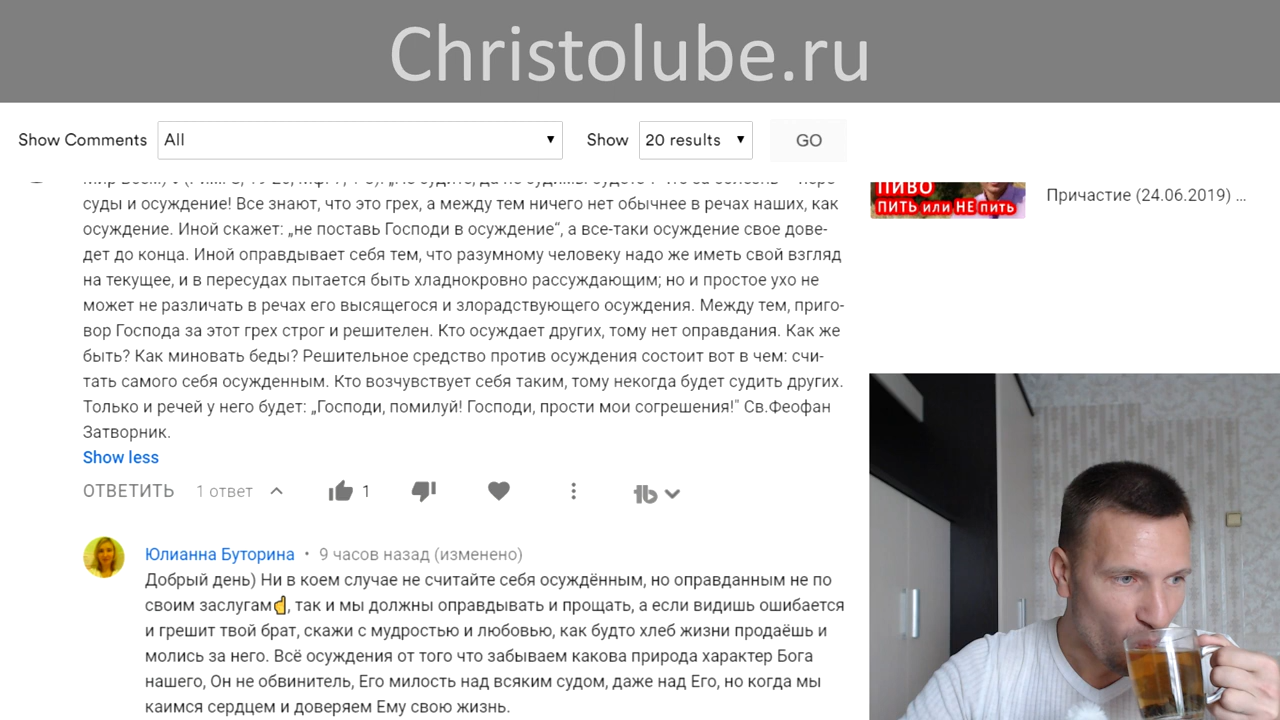 Christolube.ru
Show Comments All ▼ Show 20 results ▼ GO
суды и осуждение! Все знают, что это грех, а между тем ничего нет обычнее в речах наших, как
осуждение. Иной скажет: „не поставь Господи в осуждение“, а все-таки осуждение свое дове-
дет до конца. Иной оправдывает себя тем, что разумному человеку надо же иметь свой взгляд
на текущее, и в пересудах пытается быть хладнокровно рассуждающим; но и простое ухо не
может не различать в речах его высящегося и злорадствующего осуждения. Между тем, приго-
вор Господа за этот грех строг и решителен. Кто осуждает других, тому нет оправдания. Как же
быть? Как миновать беды? Решительное средство против осуждения состоит вот в чем: счи-
тать самого себя осужденным. Кто возчувствует себя таким, тому некогда будет судить других.
Только и речей у него будет: „Господи, помилуй! Господи, прости мои согрешения!" Св.Феофан
Затворник.
Show less
ОТВЕТИТЬ 1 ответ 1
Юлианна Буторина • 9 часов назад (изменено)
Добрый день) Ни в коем случае не считайте себя осуждённым, но оправданным не по
своим заслугам☝, так и мы должны оправдывать и прощать, а если видишь ошибается
и грешит твой брат, скажи с мудростью и любовью, как будто хлеб жизни продаёшь и
молись за него. Всё осуждения от того что забываем какова природа характер Бога
нашего, Он не обвинитель, Его милость над всяким судом, даже над Его, но когда мы
каимся сердцем и доверяем Ему свою жизнь.
ПИВО
ПИТЬ или НЕ пить
Причастие (24.06.2019) ...